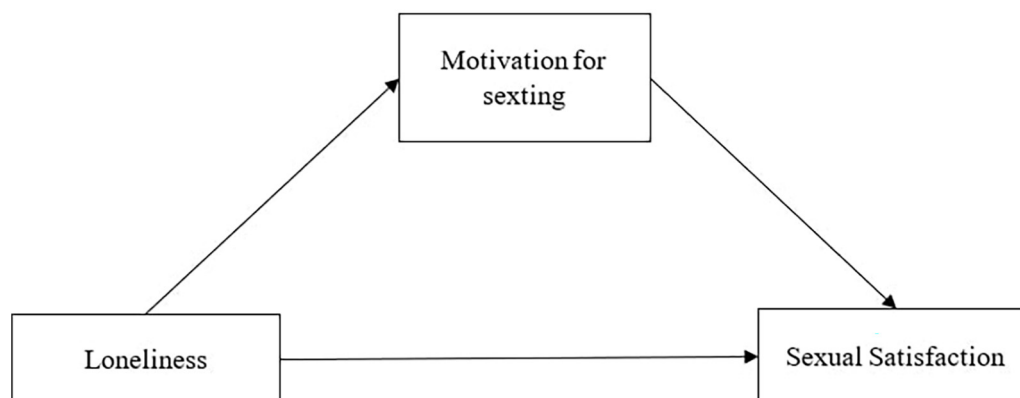 Motivation for
sexting
Loneliness
Sexual Satisfaction